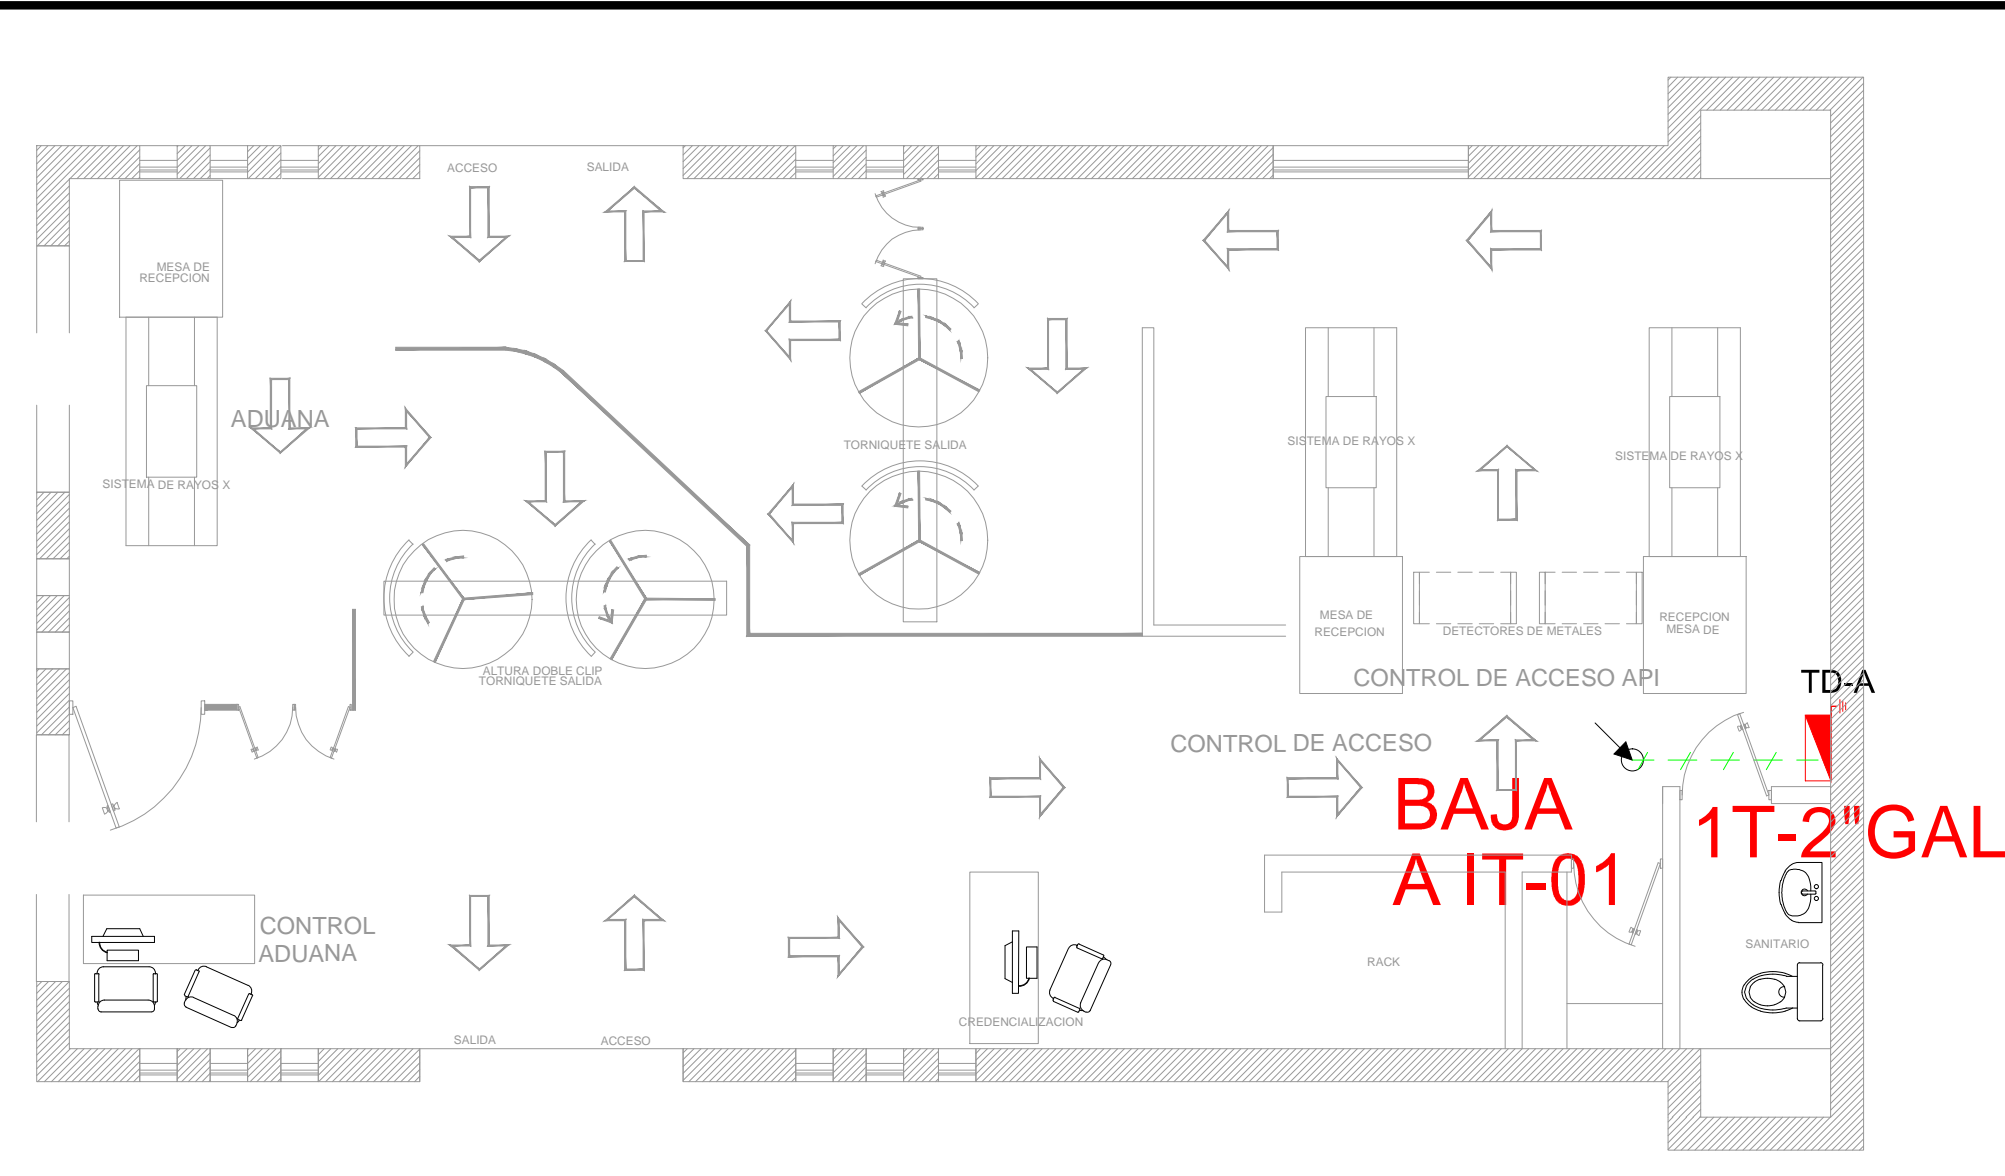 ACCESO
SALIDA
MESA DE
RECEPCION
ADUANA
SISTEMA DE RAYOS X
TORNIQUETE SALIDA
SISTEMA DE RAYOS X
SISTEMA DE RAYOS X
ALTURA DOBLE CLIP
TORNIQUETE SALIDA
MESA DE
RECEPCION
DETECTORES DE METALES
RECEPCION
MESA DE
CONTROL DE ACCESO API
TD-A
CONTROL DE ACCESO
BAJA
A IT-01
1T-2"GAL
CONTROL
ADUANA
RACK
SANITARIO
CREDENCIALIZACION
SALIDA
ACCESO